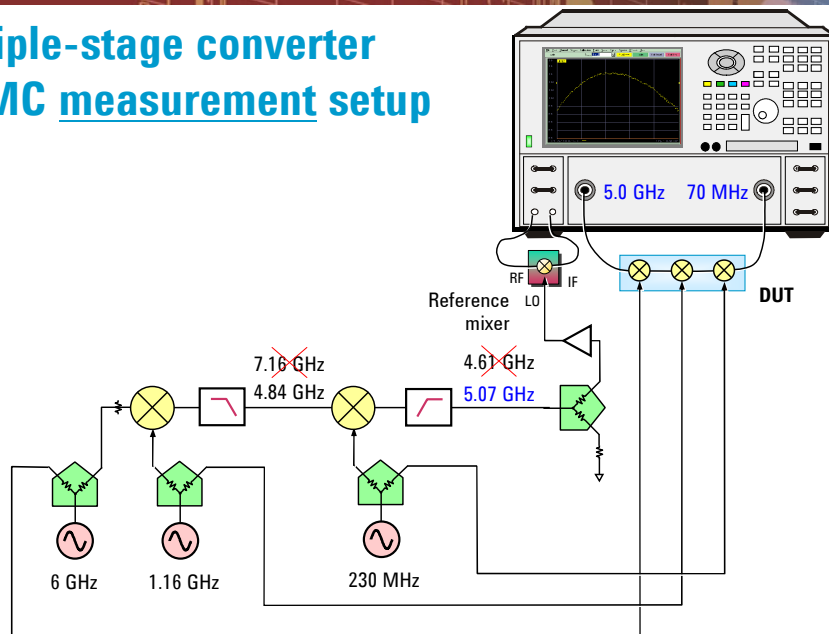 iple-stage converter
MC measurement setup
5.0 GHz 70 MHz
RF IF
LO
DUT
Reference
mixer
7.16 GHz
4.84 GHz
4.61 GHz
5.07 GHz
6 GHz 1.16 GHz 230 MHz